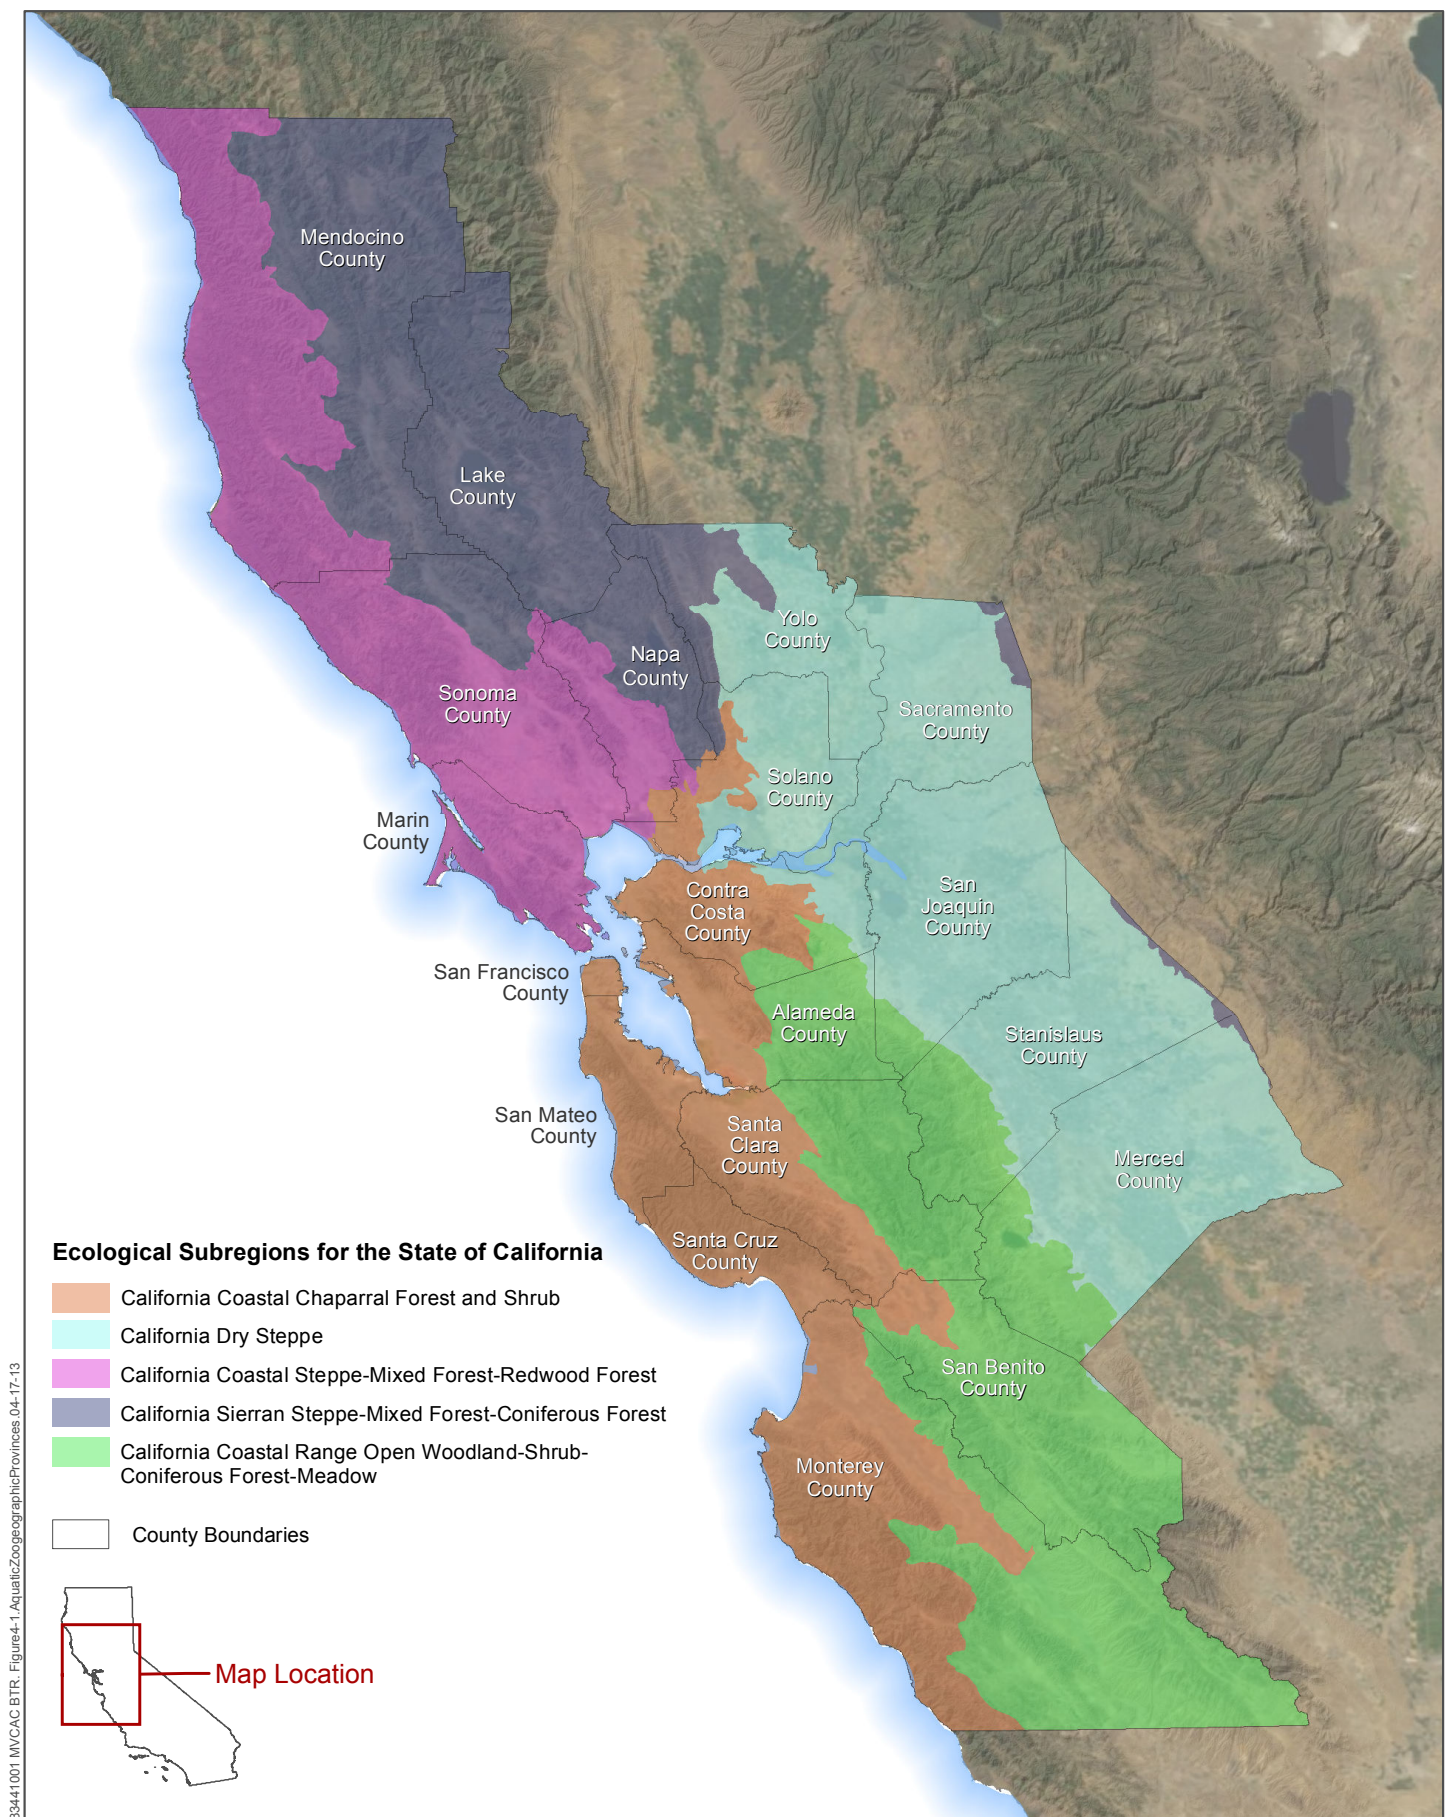 Mendocino
County
Lake
County
Napa
County
Yolo
County
Sonoma
County
Sacramento
County
Solano
County
Marin
County
Contra
Costa
County
San
Joaquin
County
San Francisco
County
Alameda
County
Stanislaus
County
San Mateo
County
Santa
Clara
County
Merced
County
Santa Cruz
County
San Benito
County
Monterey
County
Ecological Subregions for the State of California
California Coastal Chaparral Forest and Shrub
California Dry Steppe
California Coastal Steppe-Mixed Forest-Redwood Forest
California Sierran Steppe-Mixed Forest-Coniferous Forest
California Coastal Range Open Woodland-Shrub-
Coniferous Forest-Meadow
County Boundaries
Map Location
33441001 MVCAC BTR. Figure4-1.AquaticZoogeographicProvinces.04-17-13